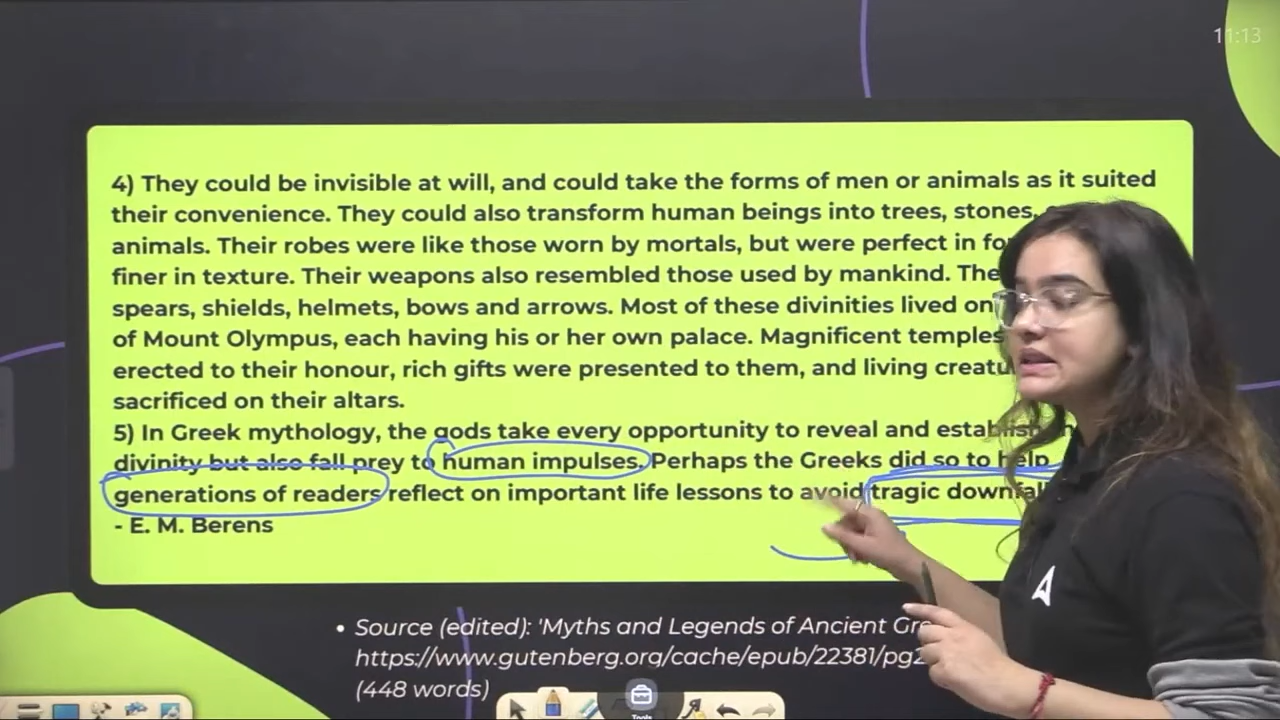 11:13
4) They could be invisible at will, and could take the forms of men or animals as it suited
their convenience. They could also transform human beings into trees, stones,
animals. Their robes were like those worn by mortals, but were perfect in
finer in texture. Their weapons also resembled those used by mankind.
spears, shields, helmets, bows and arrows. Most of these divinities lived on
of Mount Olympus, each having his or her own palace. Magnificent temples
erected to their honour, rich gifts were presented to them, and living
sacrificed on their altars.
5) In Greek mythology, the gods take every opportunity to reveal and establish
divinity but also fall prey to human impulses. Perhaps the Greeks did so to help
generations of readers reflect on important life lessons to avoid tragic
- E. M. Berens
• Source (edited): 'Myths and Legends of Ancient
https://www.gutenberg.org/cache/epub/22381/pg2
(448 words)
Tools